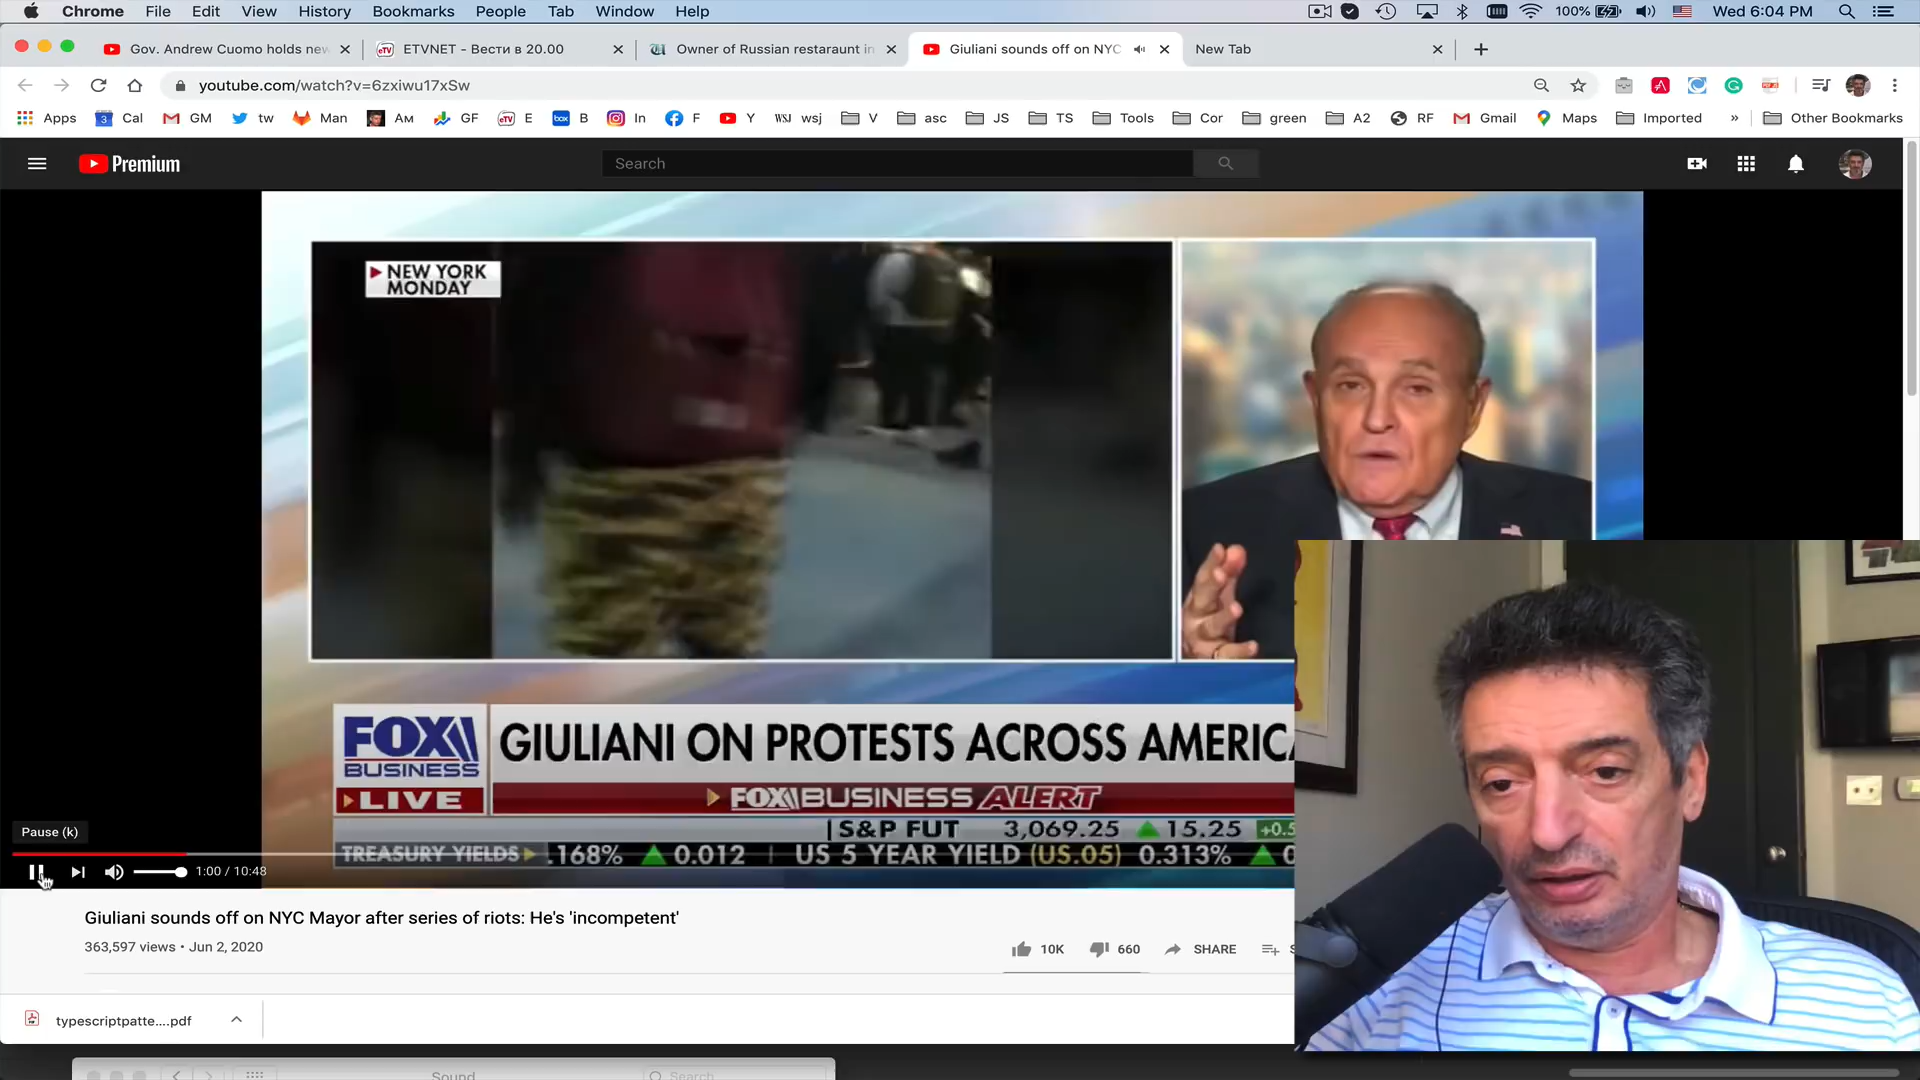 Chrome File Edit View History Bookmarks People Tab Window Help 100% Wed 6:04 PM
Gov. Andrew Cuomo holds new ETVNET - Вести в 20.00 Owner of Russian restaraunt in Giuliani sounds off on NYC New Tab
youtube.com/watch?v=6zxiwu17xSw
Apps Cal GM tw Man Ам GF E B In F Y WSJ wsj V asc JS TS Tools Cor green A2 RF Gmail Maps Imported » Other Bookmarks
Premium Search
NEW YORK
MONDAY
FOX
BUSINESS
LIVE
GIULIANI ON PROTESTS ACROSS AMERICA
FOX BUSINESS ALERT
S&P FUT 3,069.25 15.25 +0.5
TREASURY YIELDS .168% 0.012 US 5 YEAR YIELD (US.05) 0.313% 0
Pause (k)
1:00 / 10:48
Giuliani sounds off on NYC Mayor after series of riots: He's 'incompetent'
363,597 views • Jun 2, 2020
10K 660 SHARE S
typescriptpatte....pdf
Sound Search